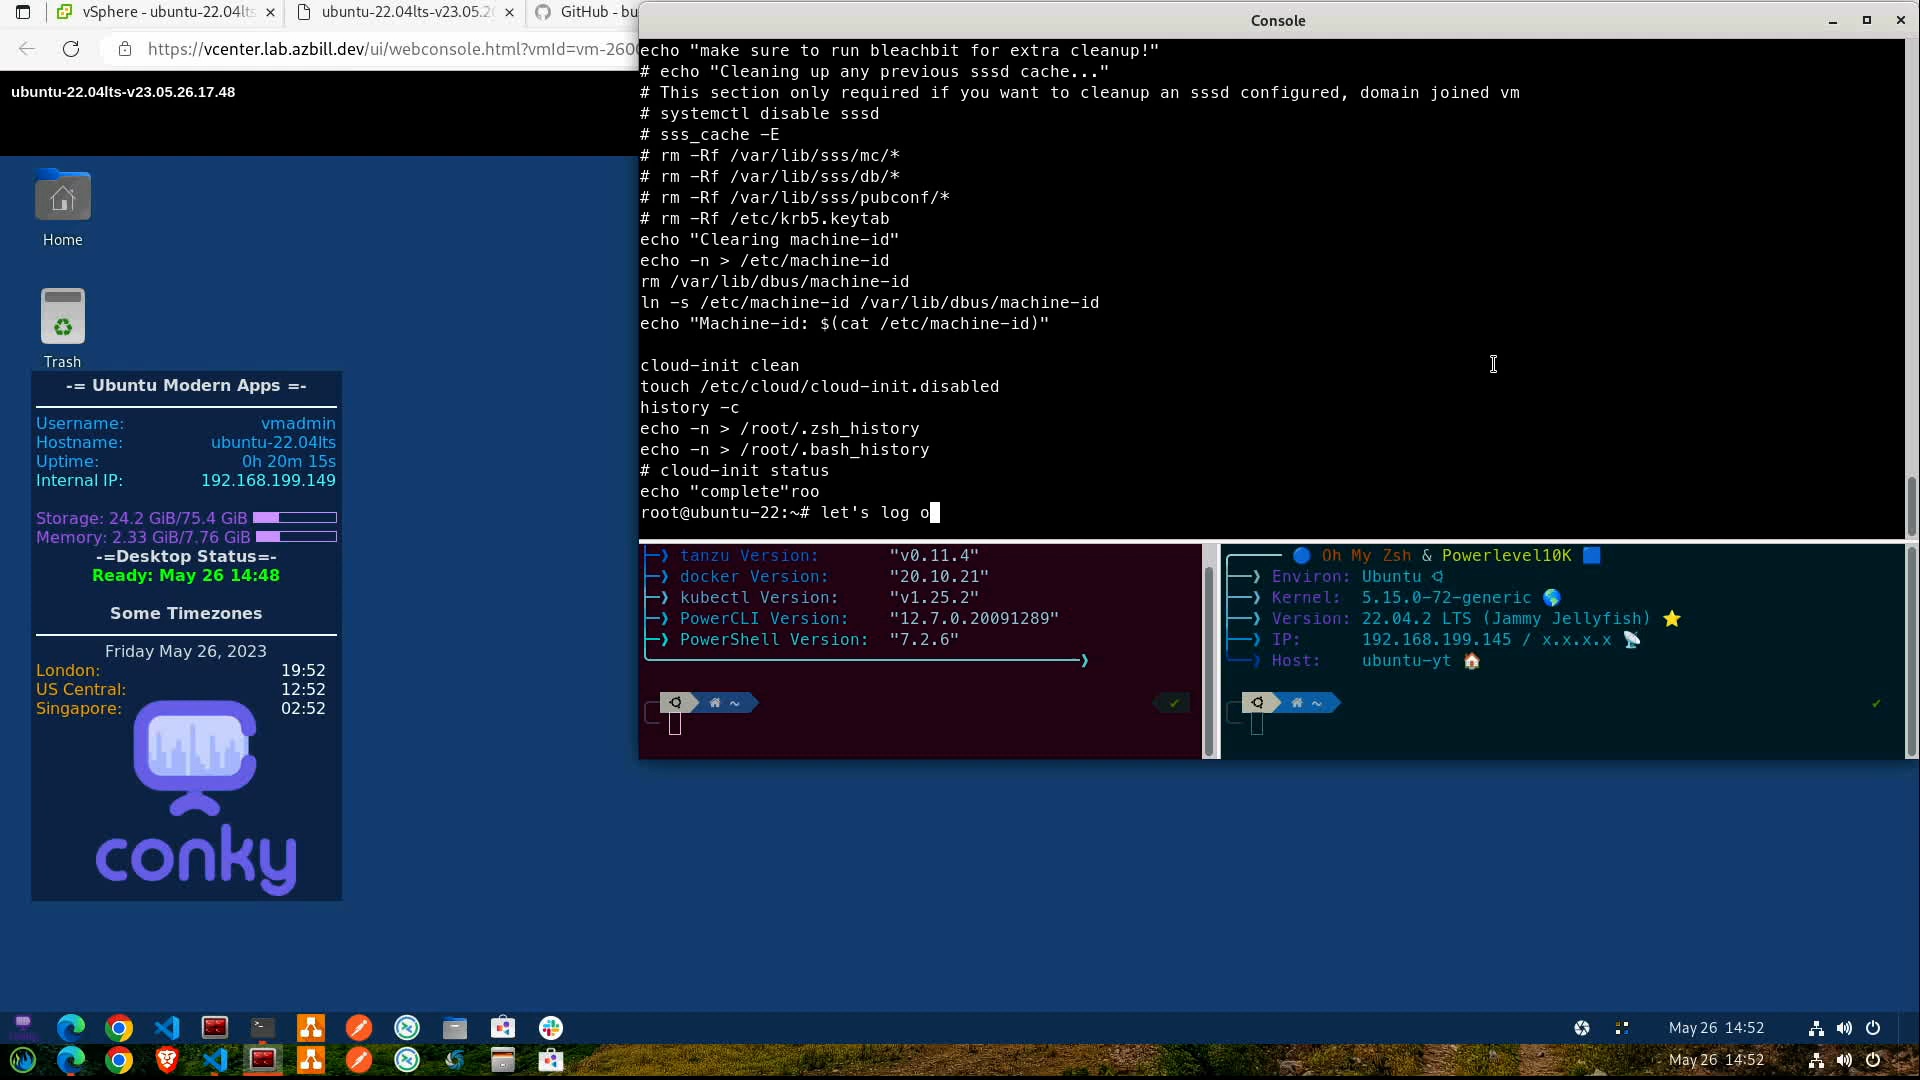 vSphere - ubuntu-22.04lts
ubuntu-22.04lts-v23.05.2
GitHub - bu
https://vcenter.lab.azbill.dev/ui/webconsole.html?vmId=vm-260
ubuntu-22.04lts-v23.05.26.17.48
Home
Trash
-= Ubuntu Modern Apps =-
Username: vmadmin
Hostname: ubuntu-22.04lts
Uptime: 0h 20m 15s
Internal IP: 192.168.199.149
Storage: 24.2 GiB/75.4 GiB
Memory: 2.33 GiB/7.76 GiB
-=Desktop Status=-
Ready: May 26 14:48
Some Timezones
Friday May 26, 2023
London: 19:52
US Central: 12:52
Singapore: 02:52
conky
Console
echo "make sure to run bleachbit for extra cleanup!"
# echo "Cleaning up any previous sssd cache..."
# This section only required if you want to cleanup an sssd configured, domain joined vm
# systemctl disable sssd
# sss_cache -E
# rm -Rf /var/lib/sss/mc/*
# rm -Rf /var/lib/sss/db/*
# rm -Rf /var/lib/sss/pubconf/*
# rm -Rf /etc/krb5.keytab
echo "Clearing machine-id"
echo -n > /etc/machine-id
rm /var/lib/dbus/machine-id
ln -s /etc/machine-id /var/lib/dbus/machine-id
echo "Machine-id: $(cat /etc/machine-id)"
cloud-init clean
touch /etc/cloud/cloud-init.disabled
history -c
echo -n > /root/.zsh_history
echo -n > /root/.bash_history
# cloud-init status
echo "complete"roo
root@ubuntu-22:~# let's log o
tanzu Version: "v0.11.4"
docker Version: "20.10.21"
kubectl Version: "v1.25.2"
PowerCLI Version: "12.7.0.20091289"
PowerShell Version: "7.2.6"
~
Oh My Zsh & Powerlevel10K
Environ: Ubuntu
Kernel: 5.15.0-72-generic
Version: 22.04.2 LTS (Jammy Jellyfish)
IP: 192.168.199.145 / x.x.x.x
Host: ubuntu-yt
~
May 26 14:52
May 26 14:52